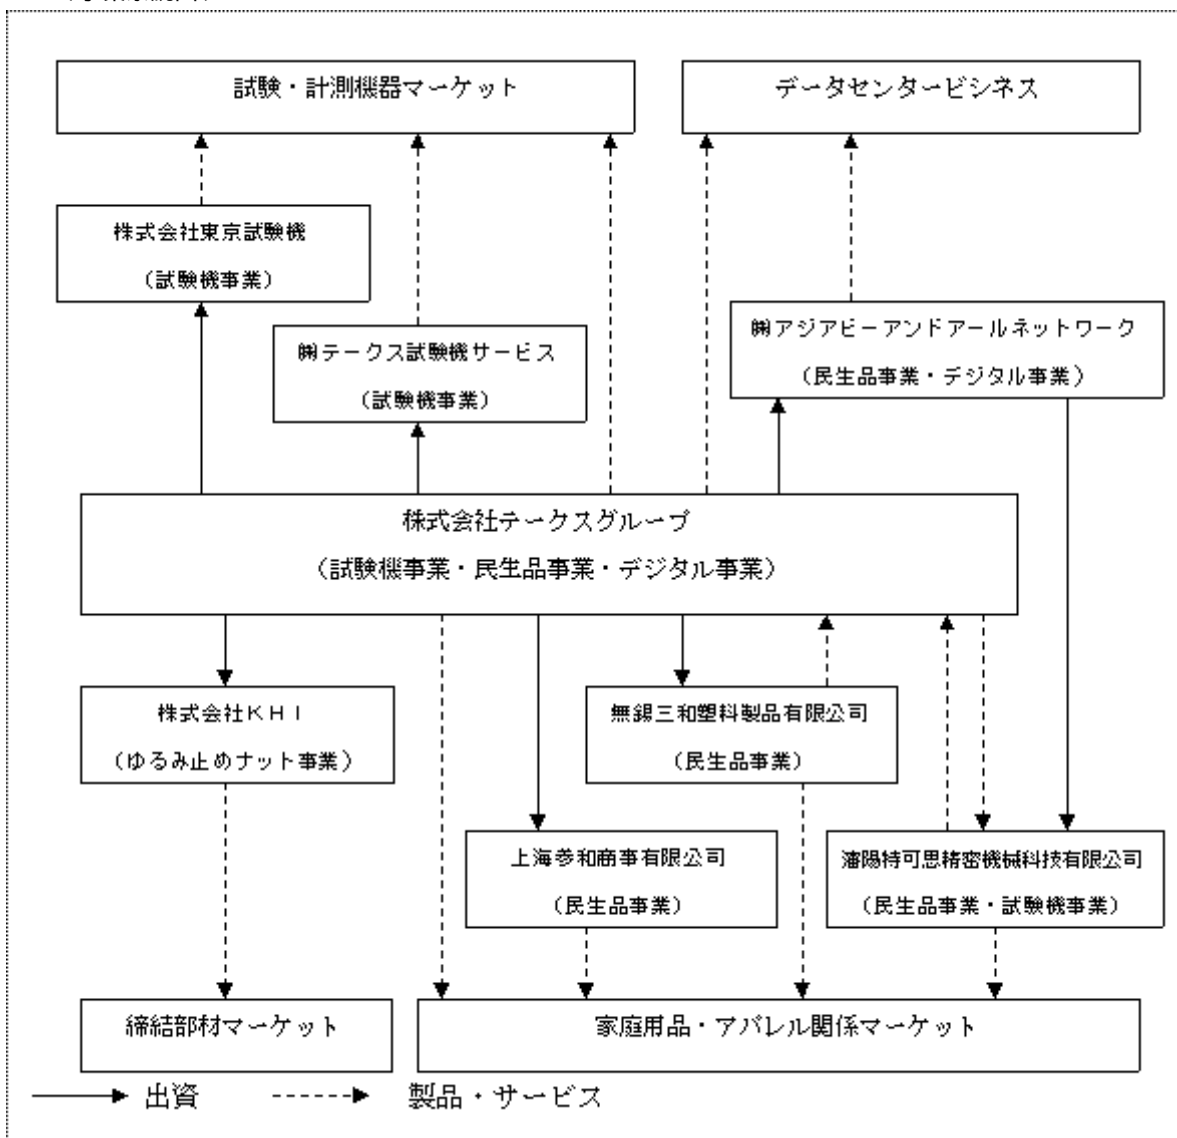 試験・計測機器マーケット
データセンタービジネス
株式会社東京試験機
（試験機事業）
㈱テークス試験機サービス
（試験機事業）
㈱アジアビーアンドアールネットワーク
（民生品事業・デジタル事業）
株式会社テークスグループ
（試験機事業・民生品事業・デジタル事業）
株式会社ＫＨＩ
（ゆるみ止めナット事業）
無錫三和塑料製品有限公司
（民生品事業）
上海参和商事有限公司
（民生品事業）
瀋陽特可思精密機械科技有限公司
（民生品事業・試験機事業）
締結部材マーケット
家庭用品・アパレル関係マーケット
出資
製品・サービス